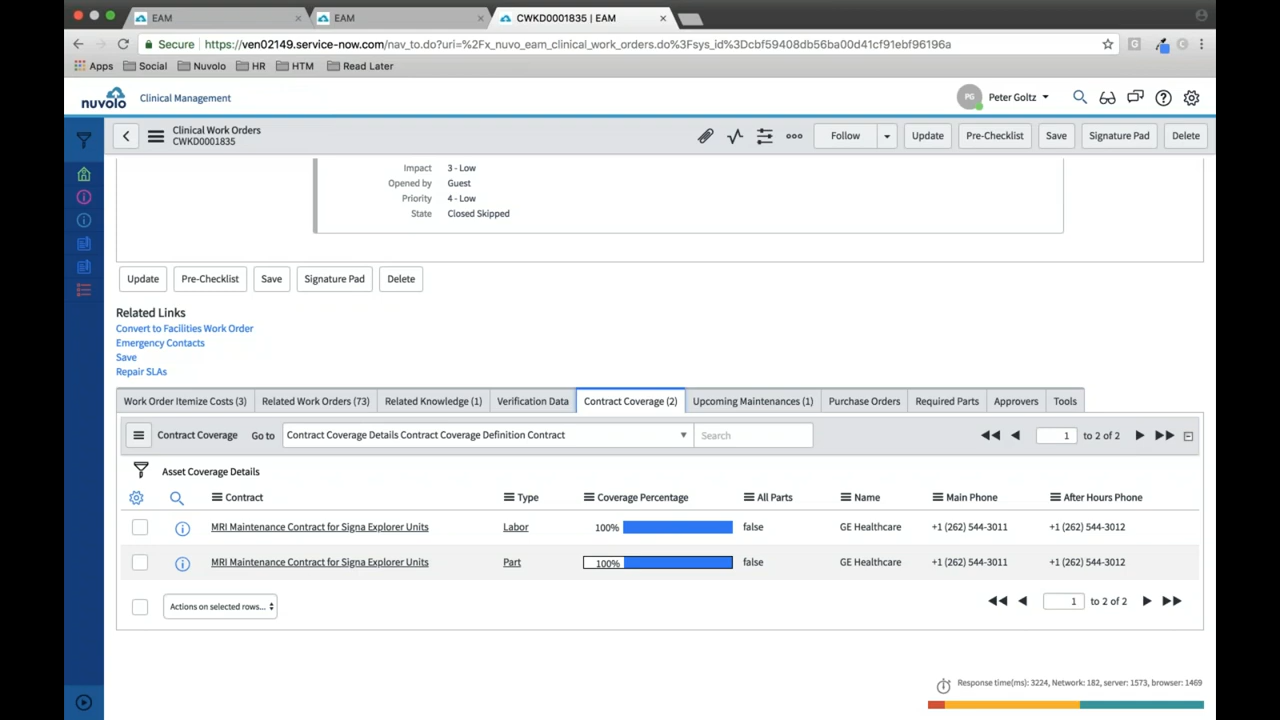 EAM
EAM
CWKD0001835 | EAM
Secure https://ven02149.service-now.com/nav_to.do?uri=%2Fx_nuvo_eam_clinical_work_orders.do%3Fsys_id%3Dcbf59408db56ba00d41cf91ebf96196a
Apps Social Nuvolo HR HTM Read Later
nuvolo Clinical Management PG Peter Goltz
Clinical Work Orders
CWKD0001835
Follow Update Pre-Checklist Save Signature Pad Delete
Impact 3 - Low
Opened by Guest
Priority 4 - Low
State Closed Skipped
Update Pre-Checklist Save Signature Pad Delete
Related Links
Convert to Facilities Work Order
Emergency Contacts
Save
Repair SLAs
Work Order Itemize Costs (3) Related Work Orders (73) Related Knowledge (1) Verification Data Contract Coverage (2) Upcoming Maintenances (1) Purchase Orders Required Parts Approvers Tools
Contract Coverage Go to Contract Coverage Details Contract Coverage Definition Contract Search 1 to 2 of 2
Asset Coverage Details
Contract Type Coverage Percentage All Parts Name Main Phone After Hours Phone
MRI Maintenance Contract for Signa Explorer Units Labor 100% false GE Healthcare +1 (262) 544-3011 +1 (262) 544-3012
MRI Maintenance Contract for Signa Explorer Units Part 100% false GE Healthcare +1 (262) 544-3011 +1 (262) 544-3012
Actions on selected rows... 1 to 2 of 2
Response time(ms): 3224, Network: 182, server: 1573, browser: 1469